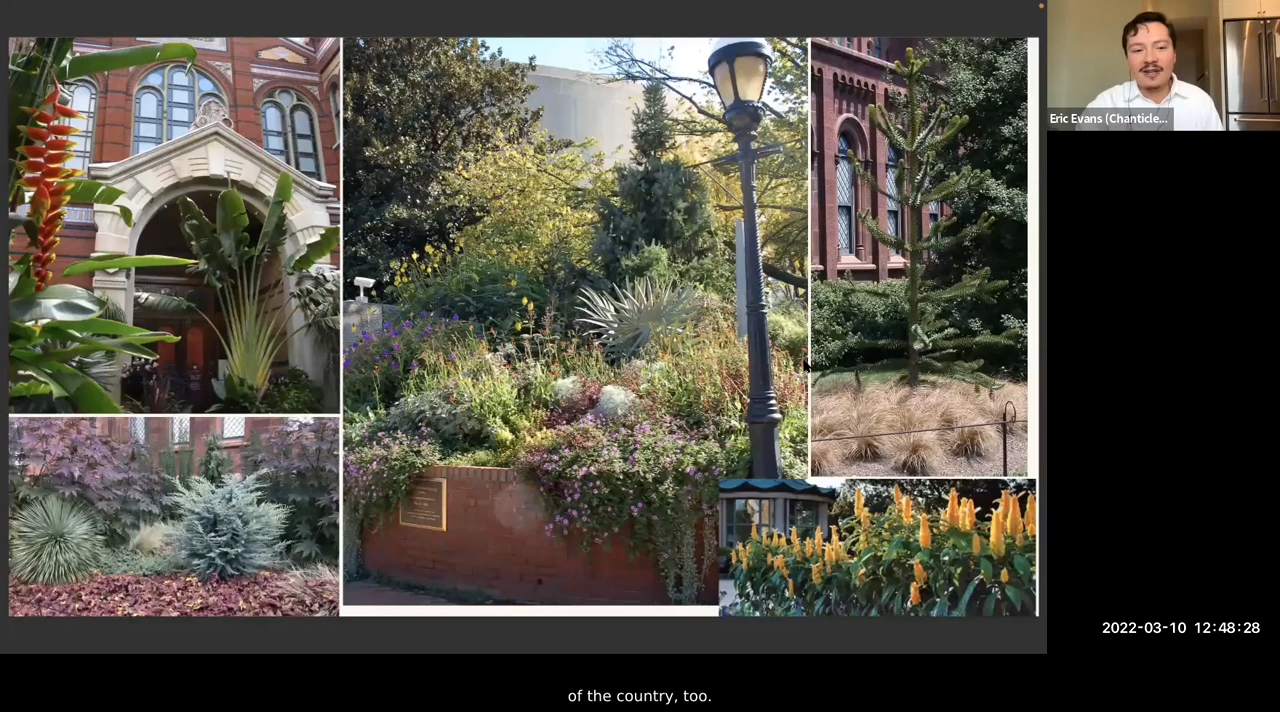 Eric Evans (Chanticle...
2022-03-10 12:48:28
of the country, too.